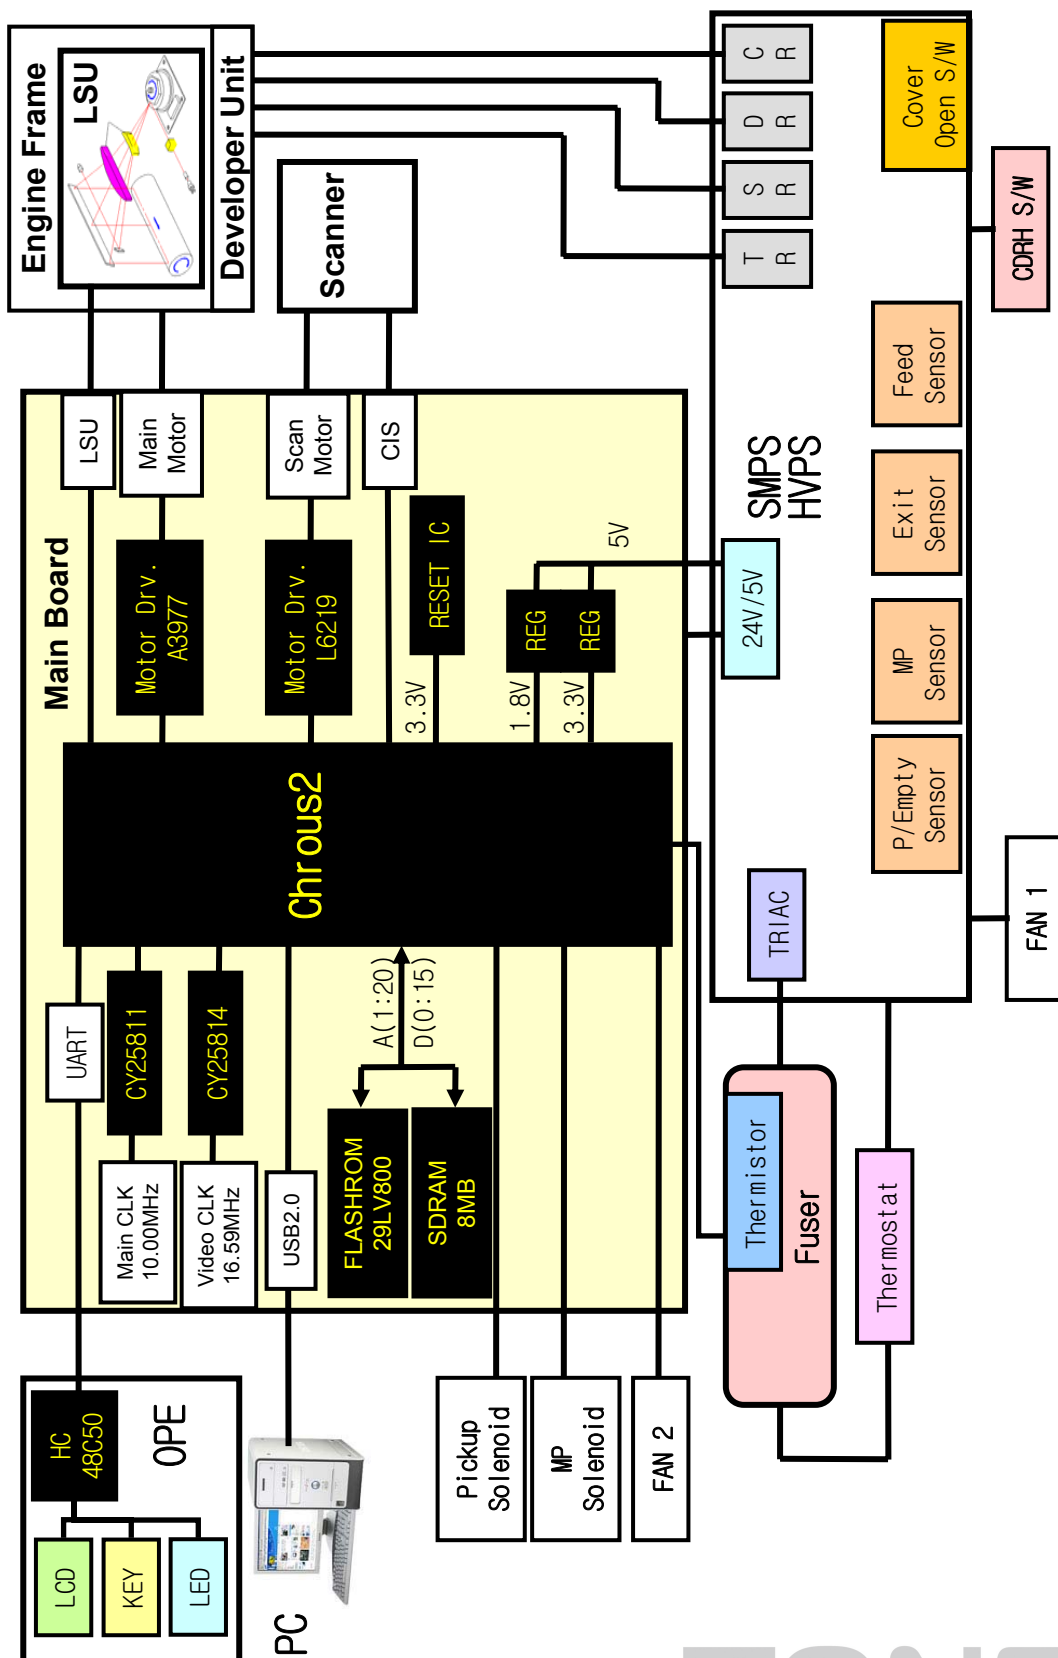 Engine Frame
LSU
Developer Unit
Scanner
C
R
D
R
S
R
T
R
Cover
Open S/W
CDRH S/W
Main Board
LSU
Main
Motor
Scan
Motor
CIS
Motor Drv.
A3977
Motor Drv.
L6219
RESET IC
3.3V
REG
REG
1.8V
3.3V
5V
24V/5V
SMPS
HVPS
Feed
Sensor
Exit
Sensor
MP
Sensor
P/Empty
Sensor
Chrous2
UART
CY25811
CY25814
Main CLK
10.00MHz
Video CLK
16.59MHz
USB2.0
A(1:20)
D(0:15)
FLASHROM
29LV800
SDRAM
8MB
TRIAC
FAN 1
Thermistor
Fuser
Thermostat
HC
48C50
OPE
LCD
KEY
LED
PC
Pickup
Solenoid
MP
Solenoid
FAN 2